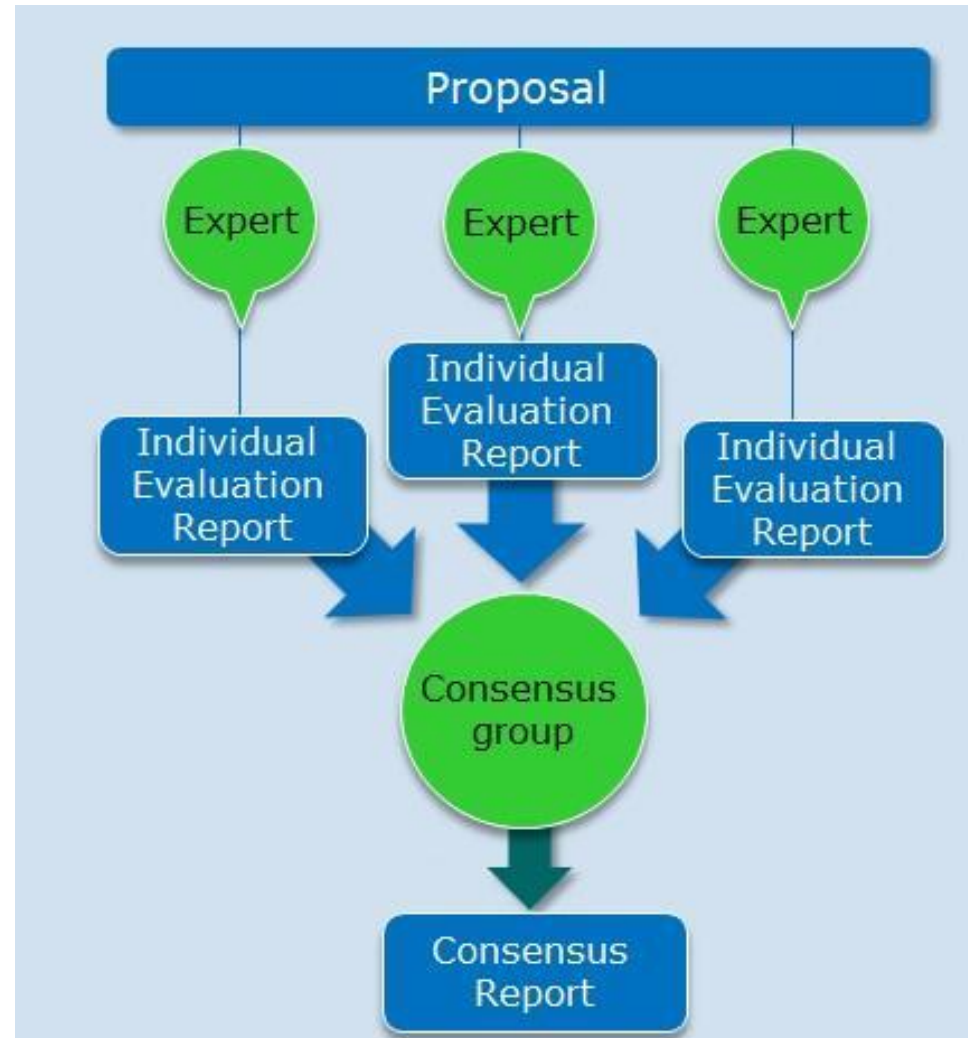 Proposal
Expert
Expert
Expert
Individual
Evaluation
Report
Individual
Evaluation
Report
Individual
Evaluation
Report
Consensus
group
Consensus
Report